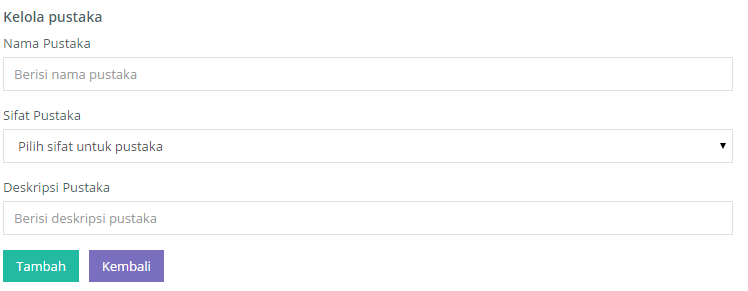 Kelola pustaka
Nama Pustaka
Berisi nama pustaka
Sifat Pustaka
Pilih sifat untuk pustaka
Deskripsi Pustaka
Berisi deskripsi pustaka
Tambah Kembali